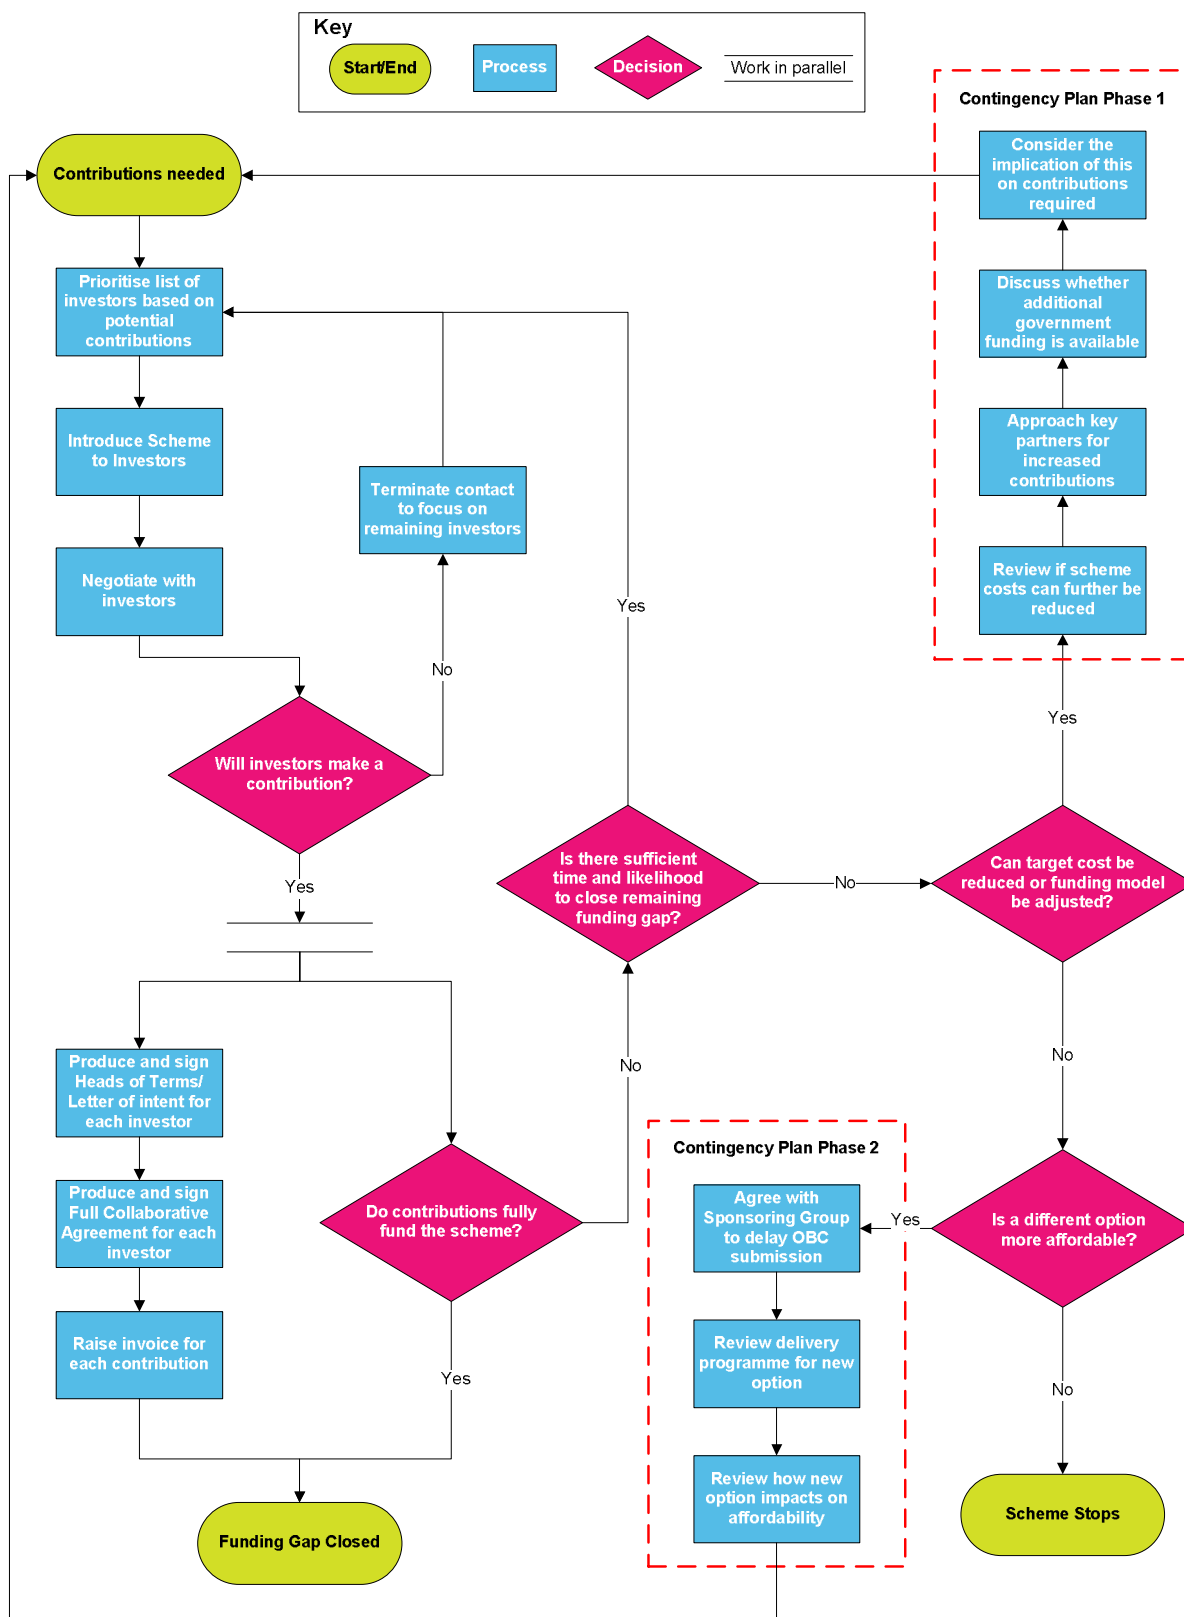 Key
Start/End
Process
Decision
Work in parallel
Contingency Plan Phase 1
Consider the
implication of this
on contributions
required
Contributions needed
Prioritise list of
investors based on
potential
contributions
Discuss whether
additional
government
funding is available
Introduce Scheme
to Investors
Approach key
partners for
increased
contributions
Terminate contact
to focus on
remaining investors
Negotiate with
investors
Review if scheme
costs can further be
reduced
Yes
No
Yes
Will investors make a
contribution?
Yes
Is there sufficient
time and likelihood
to close remaining
funding gap?
No
Can target cost be
reduced or funding model
be adjusted?
No
No
Produce and sign
Heads of Terms/
Letter of intent for
each investor
Contingency Plan Phase 2
Produce and sign
Full Collaborative
Agreement for each
investor
Do contributions fully
fund the scheme?
Agree with
Sponsoring Group
to delay OBC
submission
Yes
Is a different option
more affordable?
Raise invoice for
each contribution
Yes
Review delivery
programme for new
option
No
Review how new
option impacts on
affordability
Funding Gap Closed
Scheme Stops